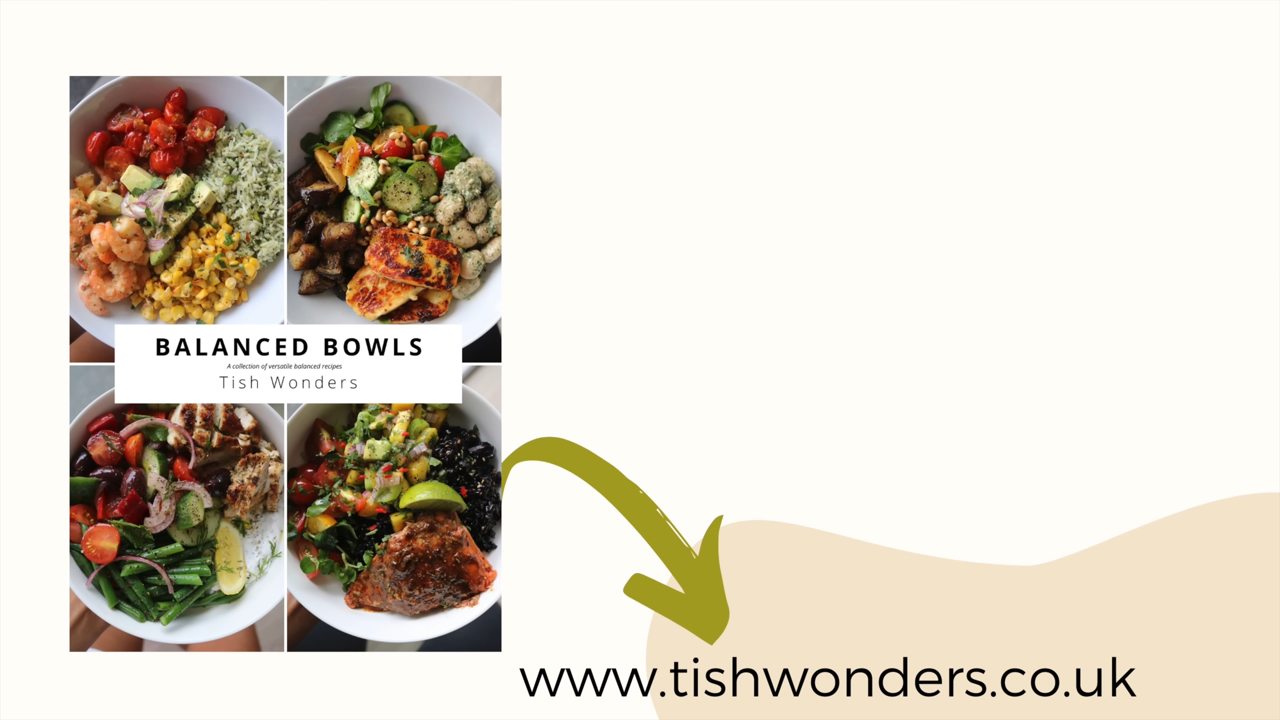 BALANCED BOWLS
A collection of versatile balanced recipes
Tish Wonders
www.tishwonders.co.uk